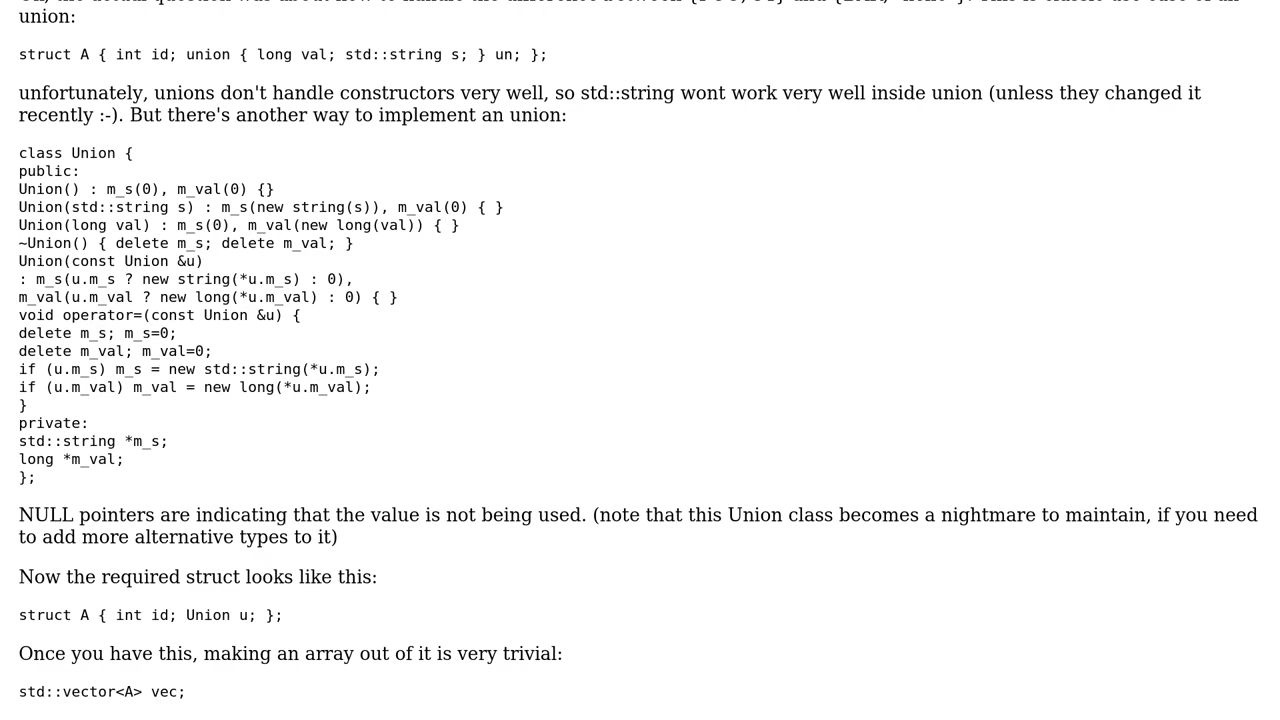 union:
struct A { int id; union { long val; std::string s; } un; };
unfortunately, unions don't handle constructors very well, so std::string wont work very well inside union (unless they changed it
recently :-). But there's another way to implement an union:
class Union {
public:
Union() : m_s(0), m_val(0) {}
Union(std::string s) : m_s(new string(s)), m_val(0) { }
Union(long val) : m_s(0), m_val(new long(val)) { }
~Union() { delete m_s; delete m_val; }
Union(const Union &u)
: m_s(u.m_s ? new string(*u.m_s) : 0),
m_val(u.m_val ? new long(*u.m_val) : 0) { }
void operator=(const Union &u) {
delete m_s; m_s=0;
delete m_val; m_val=0;
if (u.m_s) m_s = new std::string(*u.m_s);
if (u.m_val) m_val = new long(*u.m_val);
}
private:
std::string *m_s;
long *m_val;
};
NULL pointers are indicating that the value is not being used. (note that this Union class becomes a nightmare to maintain, if you need
to add more alternative types to it)
Now the required struct looks like this:
struct A { int id; Union u; };
Once you have this, making an array out of it is very trivial:
std::vector<A> vec;